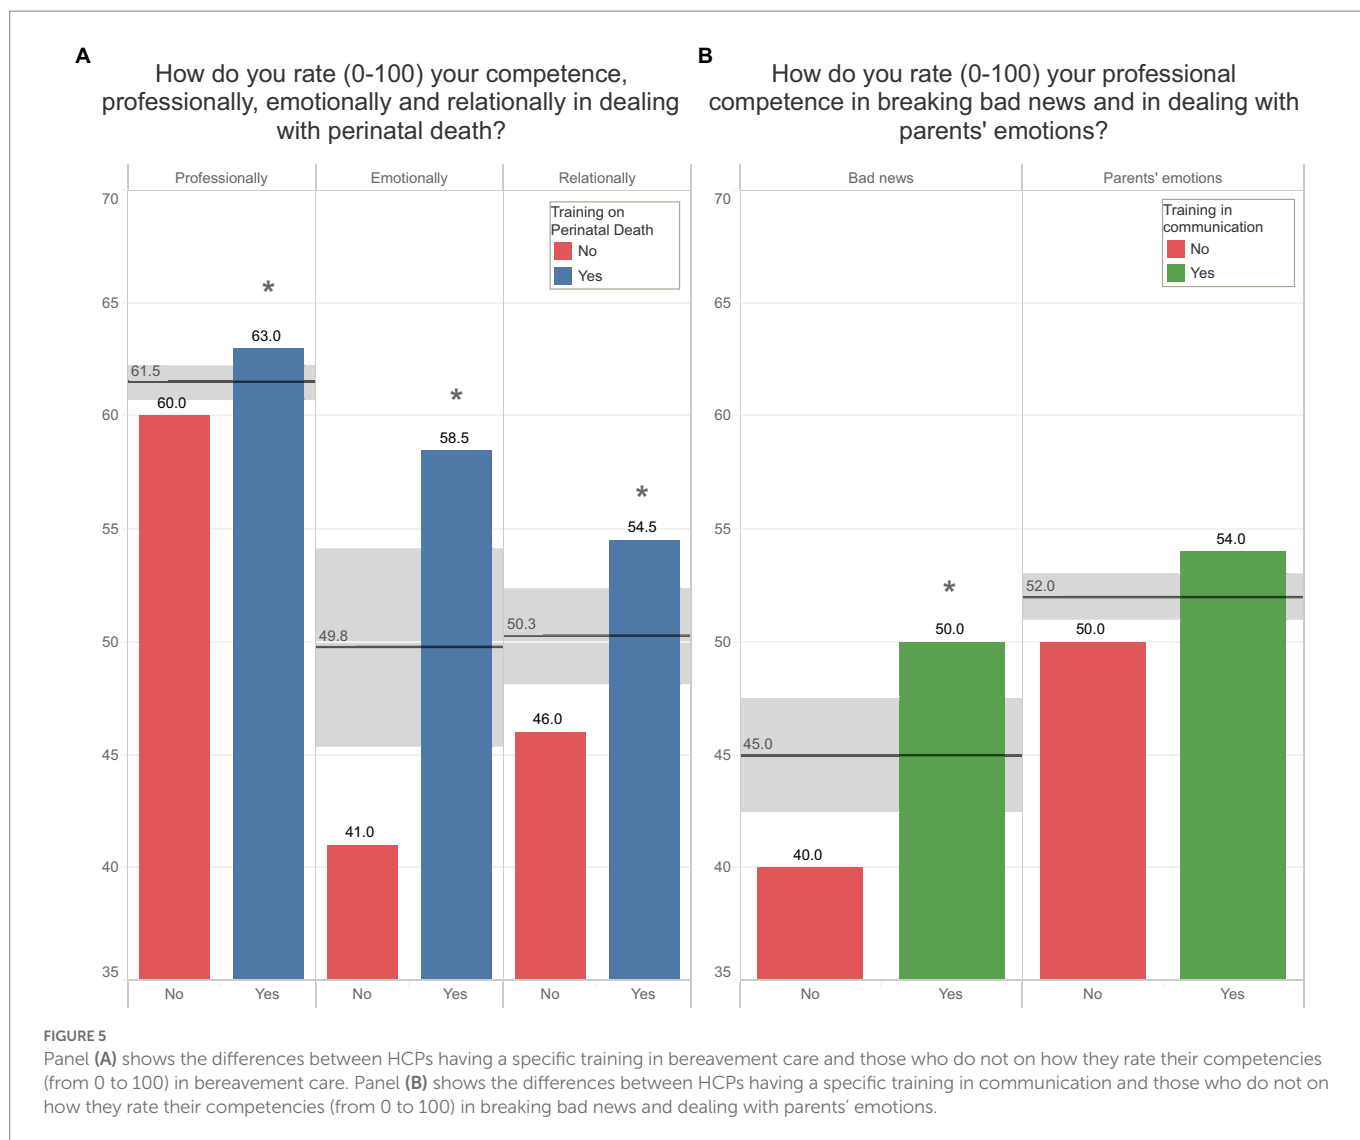 A
How do you rate (0-100) your competence,
professionally, emotionally and relationally in dealing
with perinatal death?
Professionally
Emotionally
Relationally
70
65
60
55
50
45
40
35
Training on
Perinatal Death
No
Yes
*
63.0
61.5
60.0
*
58.5
49.8
41.0
*
54.5
50.3
46.0
No
Yes
No
Yes
No
Yes
B
How do you rate (0-100) your professional
competence in breaking bad news and in dealing with
parents' emotions?
Bad news
Parents' emotions
70
65
60
55
50
45
40
35
Training in
communication
No
Yes
*
50.0
45.0
40.0
54.0
52.0
50.0
No
Yes
No
Yes
FIGURE 5
Panel (A) shows the differences between HCPs having a specific training in bereavement care and those who do not on how they rate their competencies
(from 0 to 100) in bereavement care. Panel (B) shows the differences between HCPs having a specific training in communication and those who do not on
how they rate their competencies (from 0 to 100) in breaking bad news and dealing with parents' emotions.